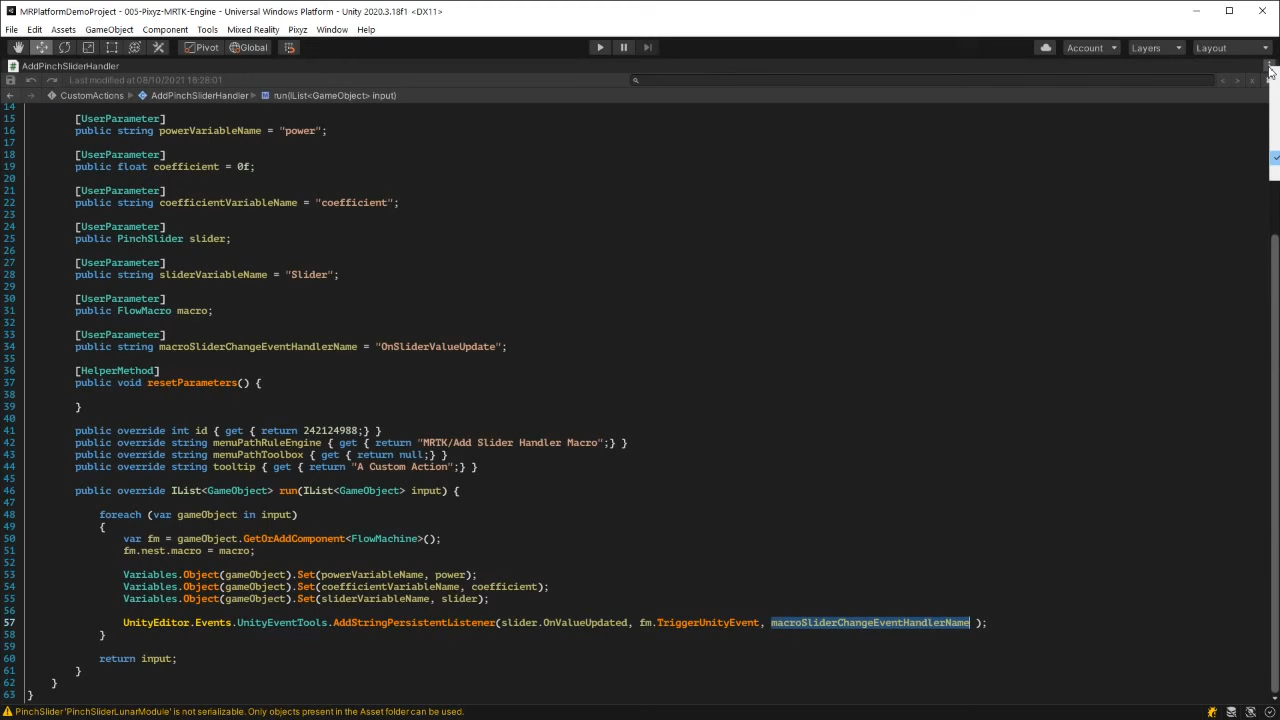 MRPlatformDemoProject - 005-Pixyz-MRTK-Engine - Universal Windows Platform - Unity 2020.3.18f1 <DX11>
File Edit Assets GameObject Component Tools Mixed Reality Pixyz Window Help
Pivot Global Account Layers Layout
# AddPinchSliderHandler
Last modified at 08/10/2021 16:28:01
CustomActions AddPinchSliderHandler run(IList<GameObject> input)
14
15 [UserParameter]
16 public string powerVariableName = "power";
17
18 [UserParameter]
19 public float coefficient = 0f;
20
21 [UserParameter]
22 public string coefficientVariableName = "coefficient";
23
24 [UserParameter]
25 public PinchSlider slider;
26
27 [UserParameter]
28 public string sliderVariableName = "Slider";
29
30 [UserParameter]
31 public FlowMacro macro;
32
33 [UserParameter]
34 public string macroSliderChangeEventHandlerName = "OnSliderValueUpdate";
35
36 [HelperMethod]
37 public void resetParameters() {
38
39 }
40
41 public override int id { get { return 242124988;} }
42 public override string menuPathRuleEngine { get { return "MRTK/Add Slider Handler Macro";} }
43 public override string menuPathToolbox { get { return null;} }
44 public override string tooltip { get { return "A Custom Action";} }
45
46 public override IList<GameObject> run(IList<GameObject> input) {
47
48 foreach (var gameObject in input)
49 {
50 var fm = gameObject.GetOrAddComponent<FlowMachine>();
51 fm.nest.macro = macro;
52
53 Variables.Object(gameObject).Set(powerVariableName, power);
54 Variables.Object(gameObject).Set(coefficientVariableName, coefficient);
55 Variables.Object(gameObject).Set(sliderVariableName, slider);
56
57 UnityEditor.Events.UnityEventTools.AddStringPersistentListener(slider.OnValueUpdated, fm.TriggerUnityEvent, macroSliderChangeEventHandlerName );
58 }
59
60 return input;
61 }
62 }
63 }
PinchSlider 'PinchSliderLunarModule' is not serializable. Only objects present in the Asset folder can be used.